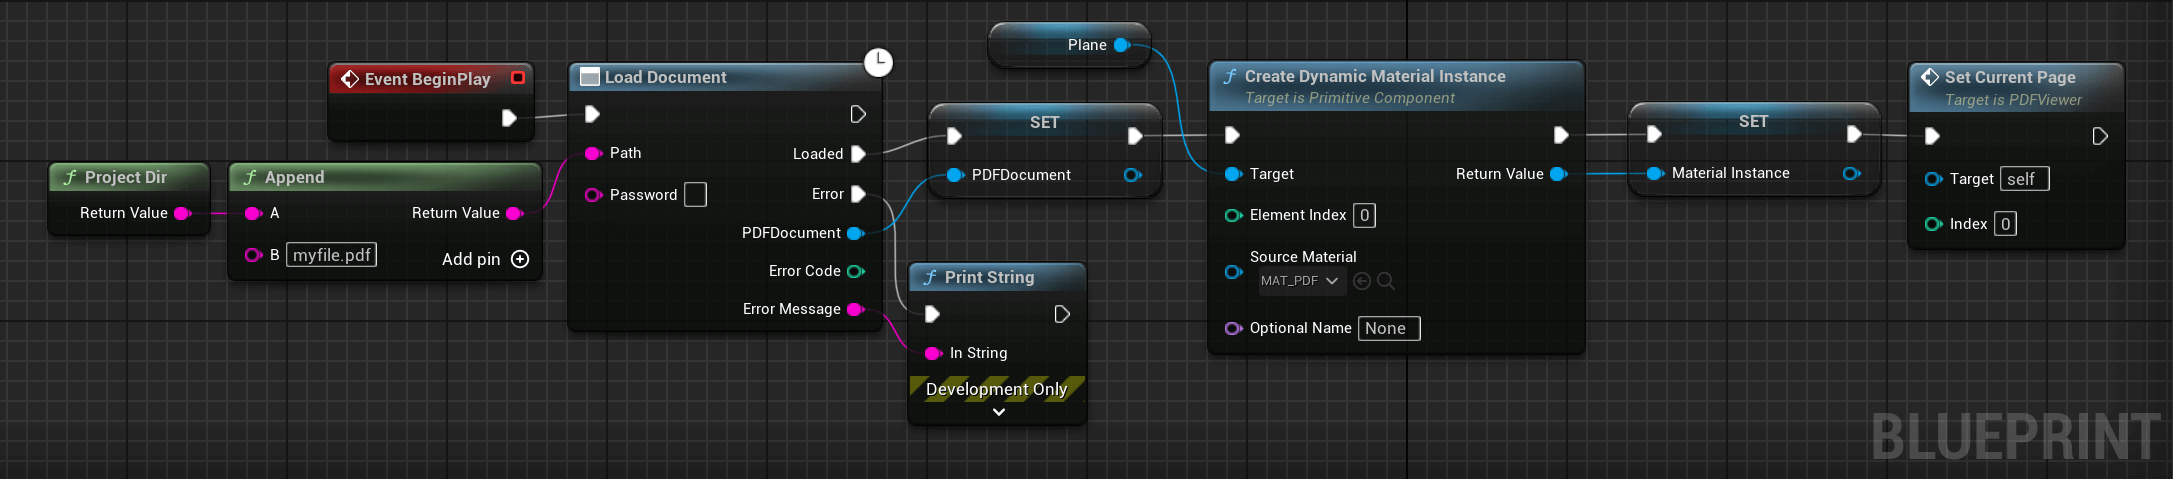 Project Dir
Return Value
Append
A
Return Value
B
myfile.pdf
Add pin
Event BeginPlay
Load Document
Path
Password
Loaded
Error
PDFDocument
Error Code
Error Message
SET
PDFDocument
Print String
In String
Development Only
Plane
Create Dynamic Material Instance
Target is Primitive Component
Target
Return Value
Element Index
0
Source Material
MAT_PDF
Optional Name
None
SET
Material Instance
Set Current Page
Target is PDFViewer
Target
self
Index
0
BLUEPRINT